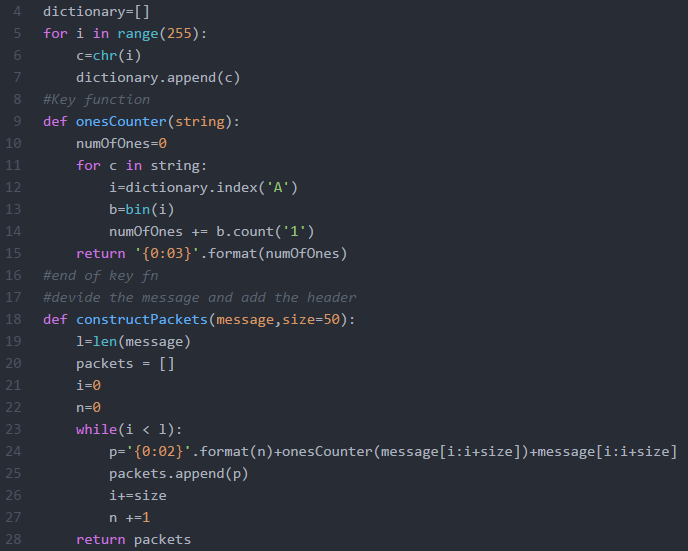 4 dictionary=[]
5 for i in range(255):
6     c=chr(i)
7     dictionary.append(c)
8 #Key function
9 def onesCounter(string):
10     numOfOnes=0
11     for c in string:
12         i=dictionary.index('A')
13         b=bin(i)
14         numOfOnes += b.count('1')
15     return '{0:03}'.format(numOfOnes)
16 #end of key fn
17 #devide the message and add the header
18 def constructPackets(message,size=50):
19     l=len(message)
20     packets = []
21     i=0
22     n=0
23     while(i < l):
24         p='{0:02}'.format(n)+onesCounter(message[i:i+size])+message[i:i+size]
25         packets.append(p)
26         i+=size
27         n +=1
28     return packets